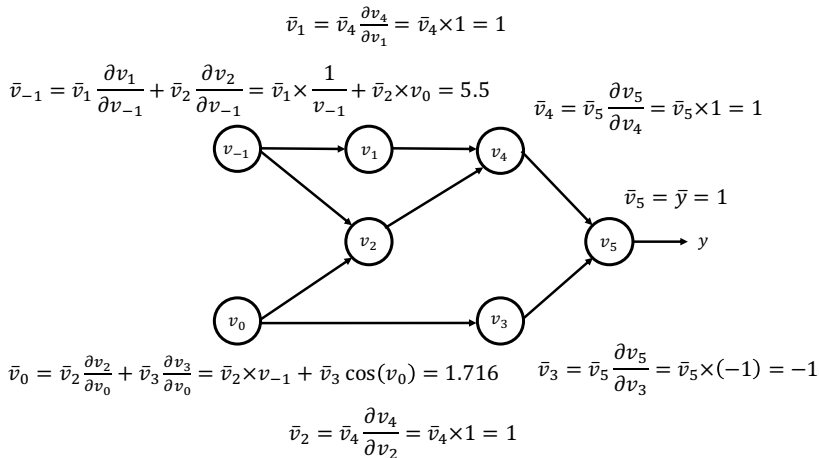 v̄₁ = v̄₄ ∂v₄/∂v₁ = v̄₄×1 = 1
v̄₋₁ = v̄₁ ∂v₁/∂v₋₁ + v̄₂ ∂v₂/∂v₋₁ = v̄₁× 1/v₋₁ + v̄₂×v₀ = 5.5
v̄₄ = v̄₅ ∂v₅/∂v₄ = v̄₅×1 = 1
v₋₁
v₁
v₄
v̄₅ = ȳ = 1
v₂
v₅
y
v₀
v₃
v̄₀ = v̄₂ ∂v₂/∂v₀ + v̄₃ ∂v₃/∂v₀ = v̄₂×v₋₁ + v̄₃ cos(v₀) = 1.716
v̄₃ = v̄₅ ∂v₅/∂v₃ = v̄₅×(−1) = −1
v̄₂ = v̄₄ ∂v₄/∂v₂ = v̄₄×1 = 1